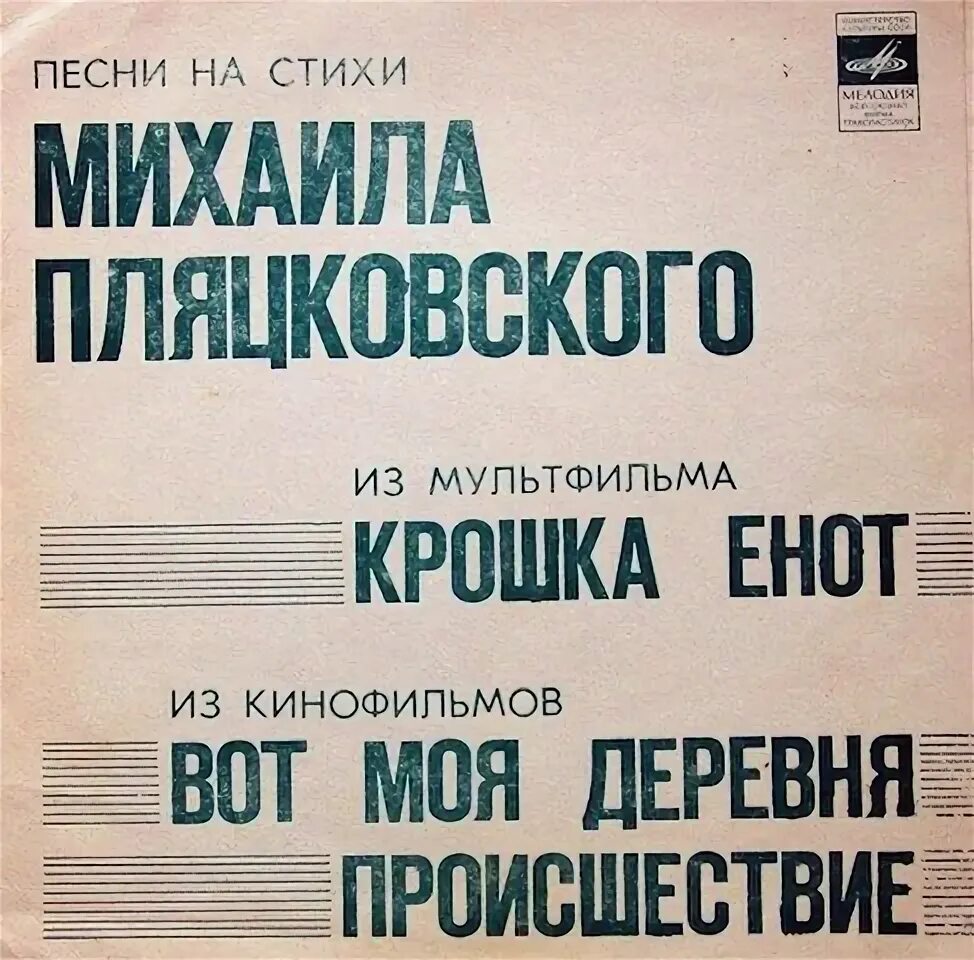 ПЕСНИ НА СТИХИ
МИХАИЛА
ПЛЯЦКОВСКОГО
МЕЛОДИЯ
ИЗ МУЛЬТФИЛЬМА
КРОШКА ЕНОТ
ИЗ КИНОФИЛЬМОВ
ВОТ МОЯ ДЕРЕВНЯ
ПРОИСШЕСТВИЕ